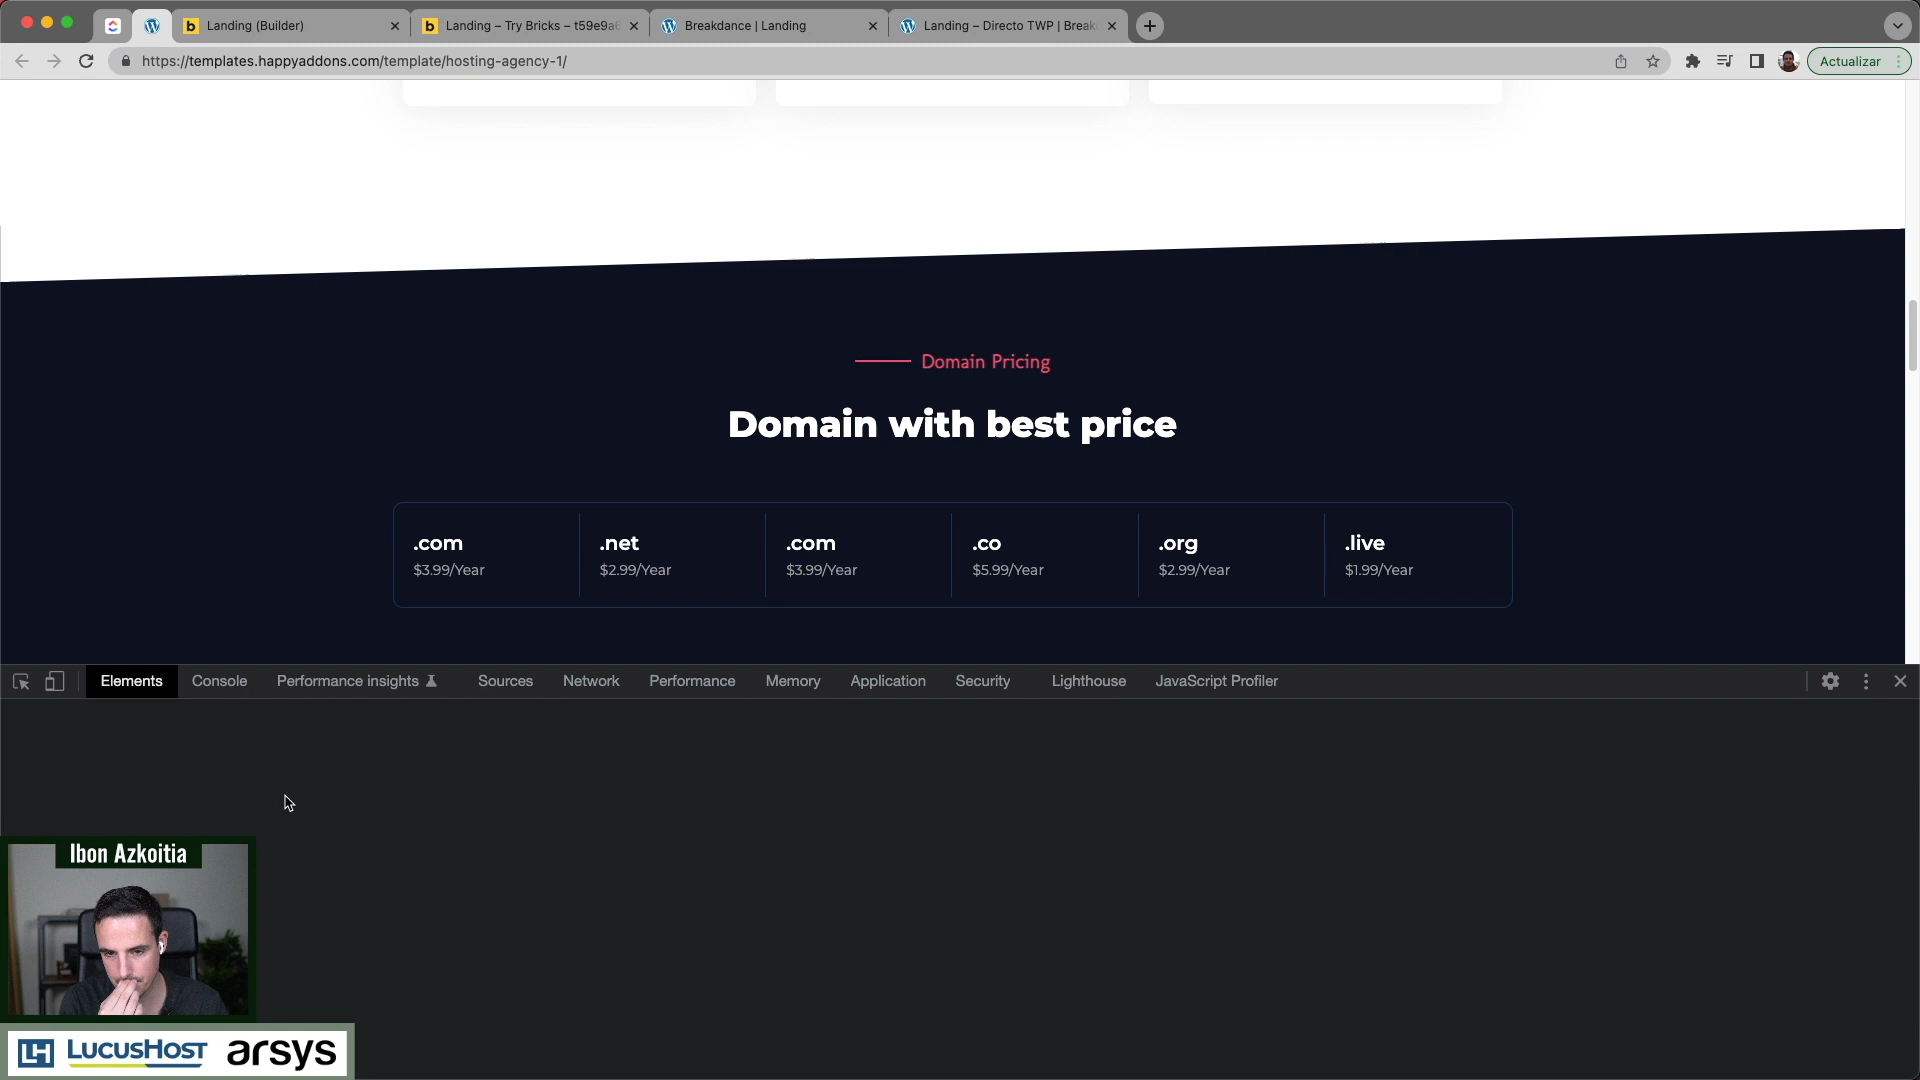 Landing (Builder)
Landing – Try Bricks – t59e9a6
Breakdance | Landing
Landing – Directo TWP | Breakd
https://templates.happyaddons.com/template/hosting-agency-1/
Actualizar
Domain Pricing
Domain with best price
.com
$3.99/Year
.net
$2.99/Year
.com
$3.99/Year
.co
$5.99/Year
.org
$2.99/Year
.live
$1.99/Year
Elements
Console
Performance insights
Sources
Network
Performance
Memory
Application
Security
Lighthouse
JavaScript Profiler
Ibon Azkoitia
LH LucusHost arsys